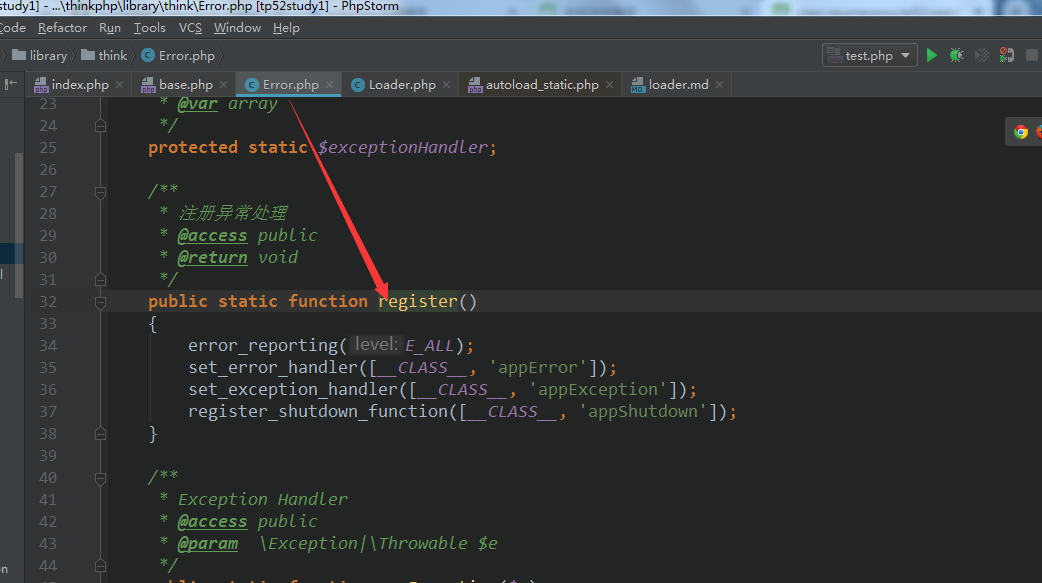 study1] - ...\thinkphp\library\think\Error.php [tp52study1] - PhpStorm
Code Refactor Run Tools VCS Window Help
library think Error.php test.php
index.php base.php Error.php Loader.php autoload_static.php loader.md
23 * @var array
24 */
25 protected static $exceptionHandler;
26
27 /**
28 * 注册异常处理
29 * @access public
30 * @return void
31 */
32 public static function register()
33 {
34 error_reporting( level: E_ALL);
35 set_error_handler([__CLASS__, 'appError']);
36 set_exception_handler([__CLASS__, 'appException']);
37 register_shutdown_function([__CLASS__, 'appShutdown']);
38 }
39
40 /**
41 * Exception Handler
42 * @access public
43 * @param \Exception|\Throwable $e
44 */